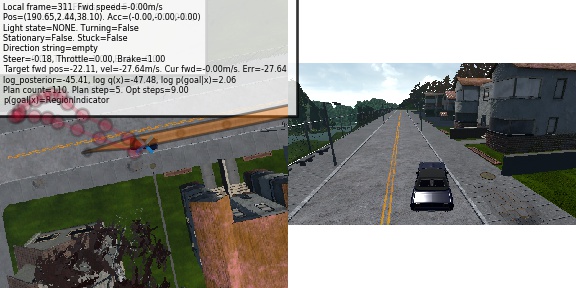 Local frame=311. Fwd speed=-0.00m/s
Pos=(190.65,2.44,38.10). Acc=(-0.00,-0.00,-0.00)
Light state=NONE. Turning=False
Stationary=False. Stuck=False
Direction string=empty
Steer=-0.18, Throttle=0.00, Brake=1.00
Target fwd pos=-22.11, vel=-27.64m/s. Cur fwd=-0.00m/s. Err=-27.64
log_posterior=-45.41, log q(x)=-47.48, log p(goal|x)=2.06
Plan count=110. Plan step=5. Opt steps=9.00
p(goal|x)=RegionIndicator